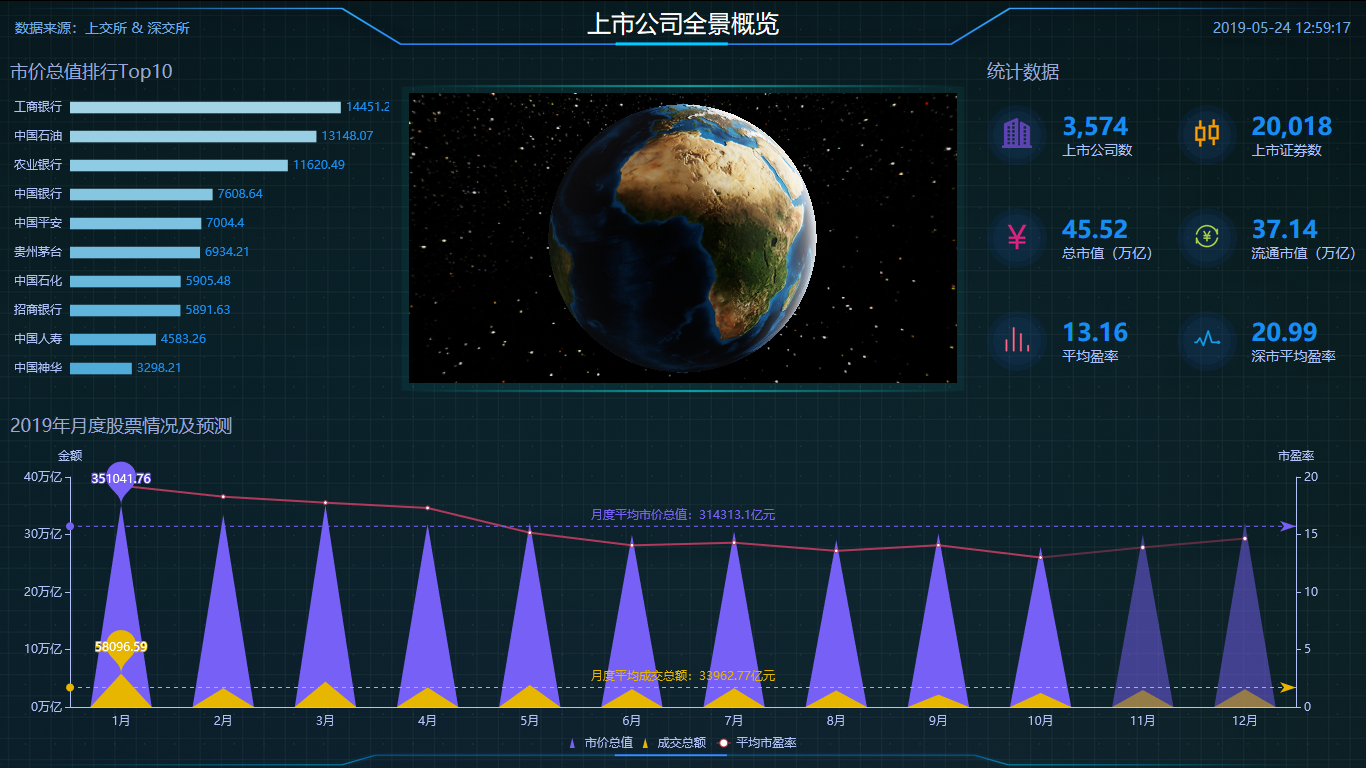 数据来源：上交所 & 深交所
上市公司全景概览
2019-05-24 12:59:17
市价总值排行Top10
工商银行 14451.2
中国石油 13148.07
农业银行 11620.49
中国银行 7608.64
中国平安 7004.4
贵州茅台 6934.21
中国石化 5905.48
招商银行 5891.63
中国人寿 4583.26
中国神华 3298.21
统计数据
3,574
上市公司数
20,018
上市证券数
45.52
总市值（万亿）
37.14
流通市值（万亿）
13.16
平均盈率
20.99
深市平均盈率
2019年月度股票情况及预测
金额
市盈率
40万亿
30万亿
20万亿
10万亿
0万亿
351041.76
58096.59
月度平均市价总值：314313.1亿元
月度平均成交总额：33962.77亿元
20
15
10
5
0
1月 2月 3月 4月 5月 6月 7月 8月 9月 10月 11月 12月
市价总值 成交总额 平均市盈率